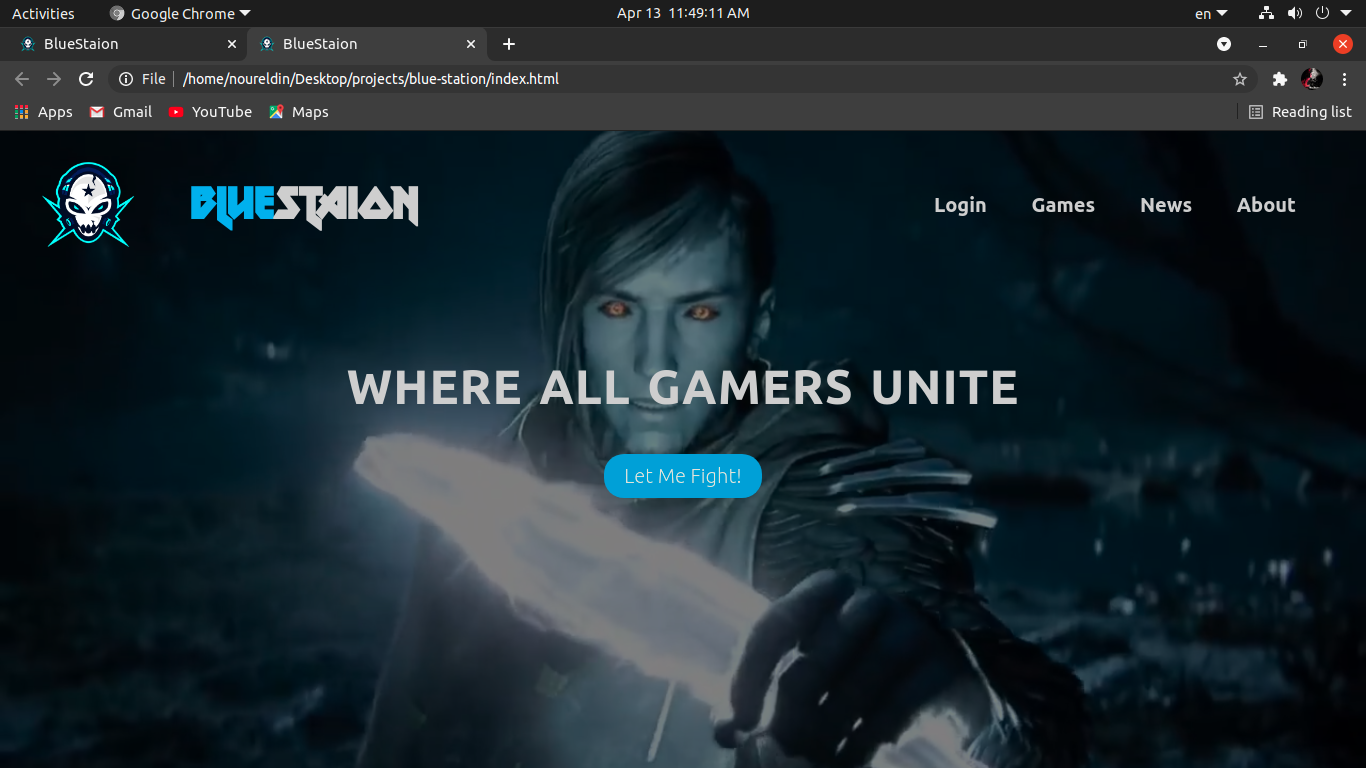 Activities
Google Chrome
Apr 13 11:49:11 AM
en
BlueStaion
BlueStaion
File
/home/noureldin/Desktop/projects/blue-station/index.html
Apps
Gmail
YouTube
Maps
Reading list
BLUESTAION
Login
Games
News
About
WHERE ALL GAMERS UNITE
Let Me Fight!